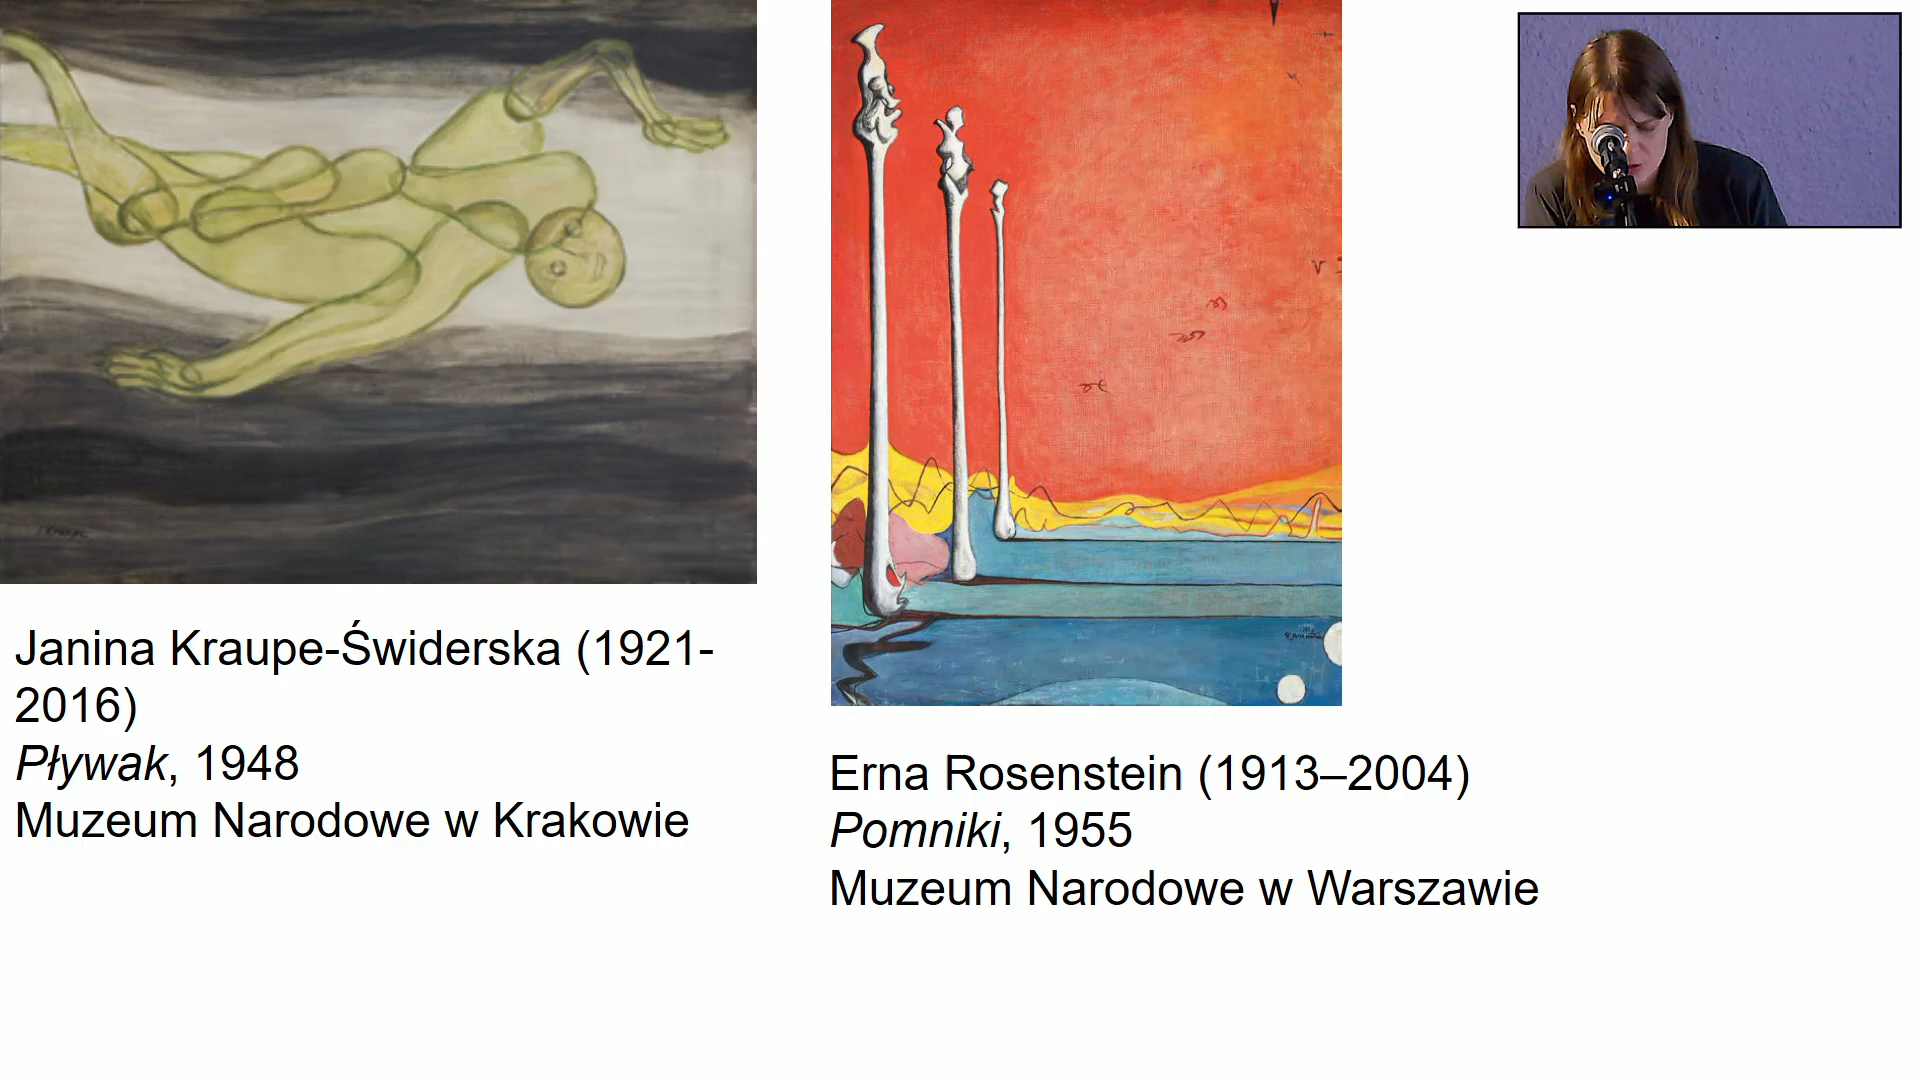 Janina Kraupe-Świderska (1921-
2016)
Pływak, 1948
Muzeum Narodowe w Krakowie
Erna Rosenstein (1913–2004)
Pomniki, 1955
Muzeum Narodowe w Warszawie